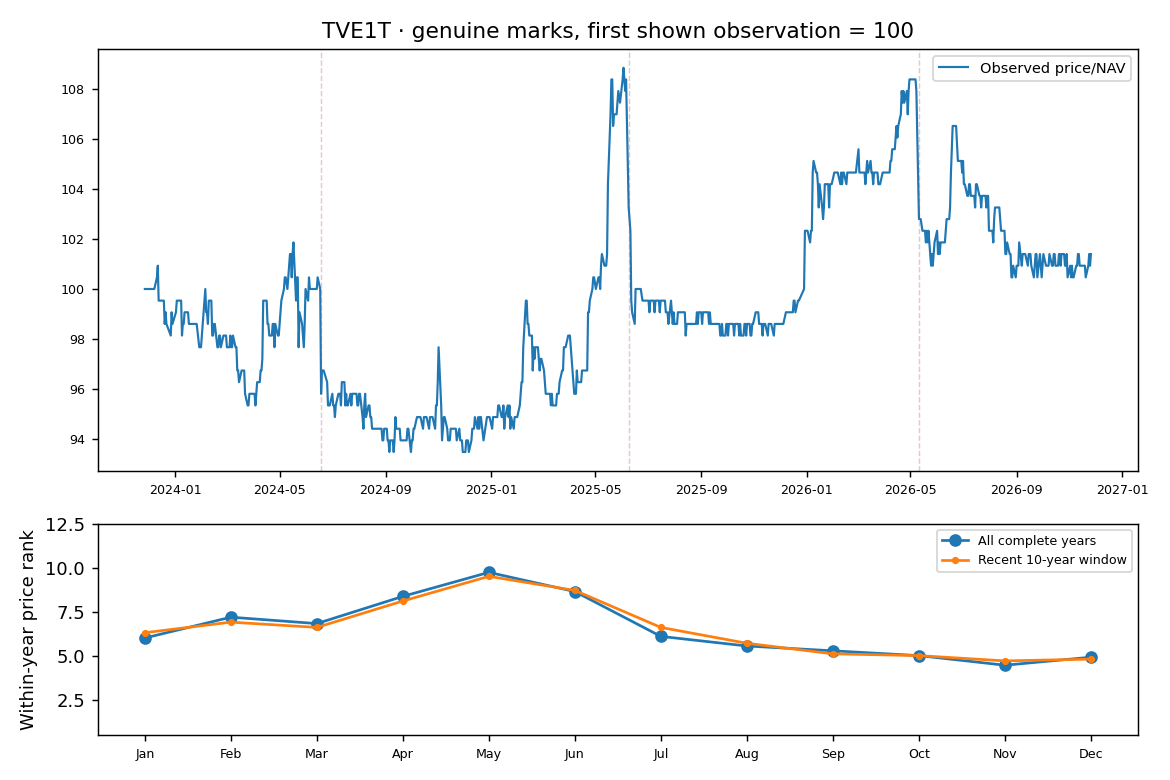 TVE1T · genuine marks, first shown observation = 100
Observed price/NAV
108
106
104
102
100
98
96
94
2024-01 2024-05 2024-09 2025-01 2025-05 2025-09 2026-01 2026-05 2026-09 2027-01
Within-year price rank
12.5
10.0
7.5
5.0
2.5
All complete years
Recent 10-year window
Jan Feb Mar Apr May Jun Jul Aug Sep Oct Nov Dec